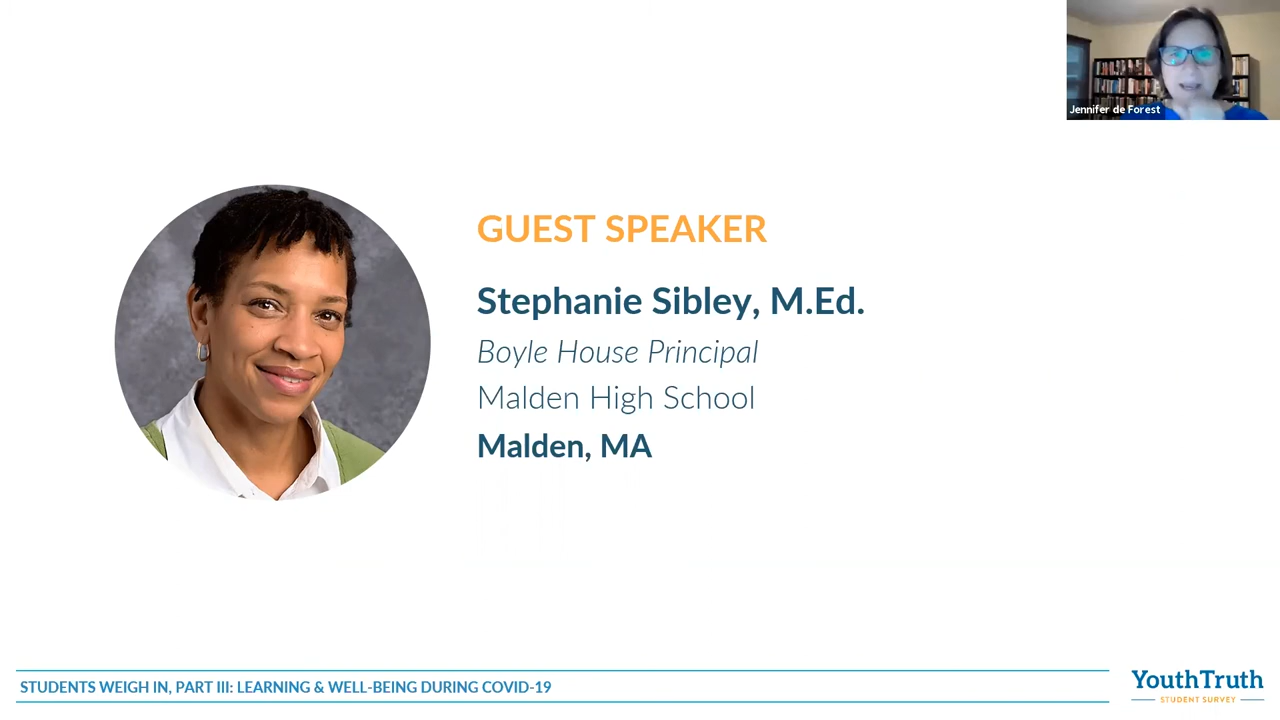 Jennifer de Forest
GUEST SPEAKER
Stephanie Sibley, M.Ed.
Boyle House Principal
Malden High School
Malden, MA
STUDENTS WEIGH IN, PART III: LEARNING & WELL-BEING DURING COVID-19
YouthTruth
STUDENT SURVEY